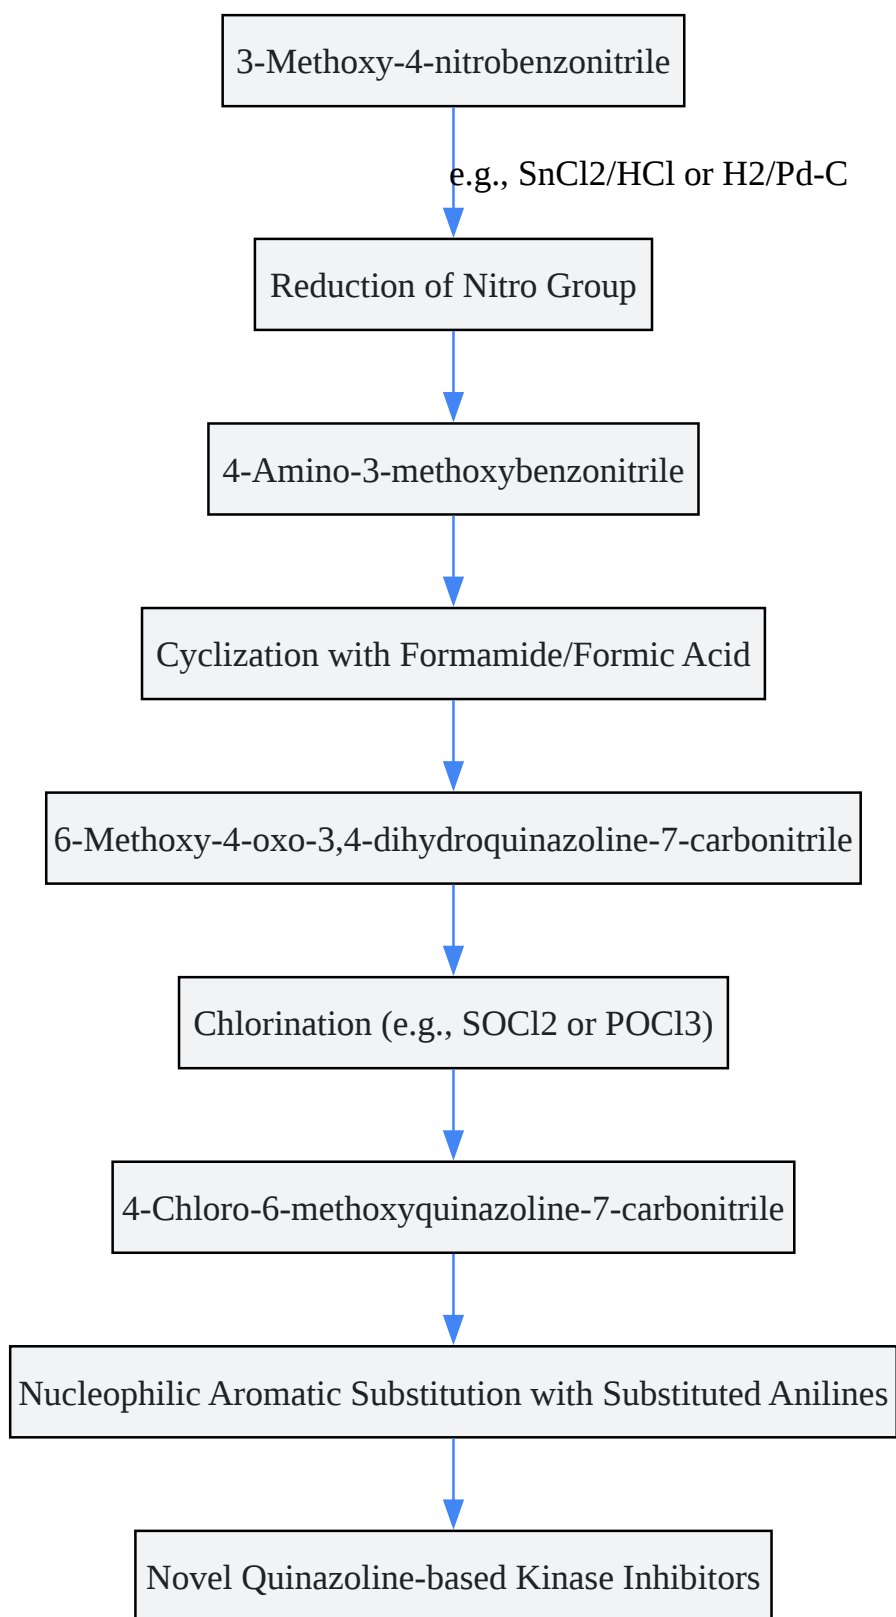 3-Methoxy-4-nitrobenzonitrile
e.g., SnCl2/HCl or H2/Pd-C
Reduction of Nitro Group
4-Amino-3-methoxybenzonitrile
Cyclization with Formamide/Formic Acid
6-Methoxy-4-oxo-3,4-dihydroquinazoline-7-carbonitrile
Chlorination (e.g., SOCl2 or POCl3)
4-Chloro-6-methoxyquinazoline-7-carbonitrile
Nucleophilic Aromatic Substitution with Substituted Anilines
Novel Quinazoline-based Kinase Inhibitors